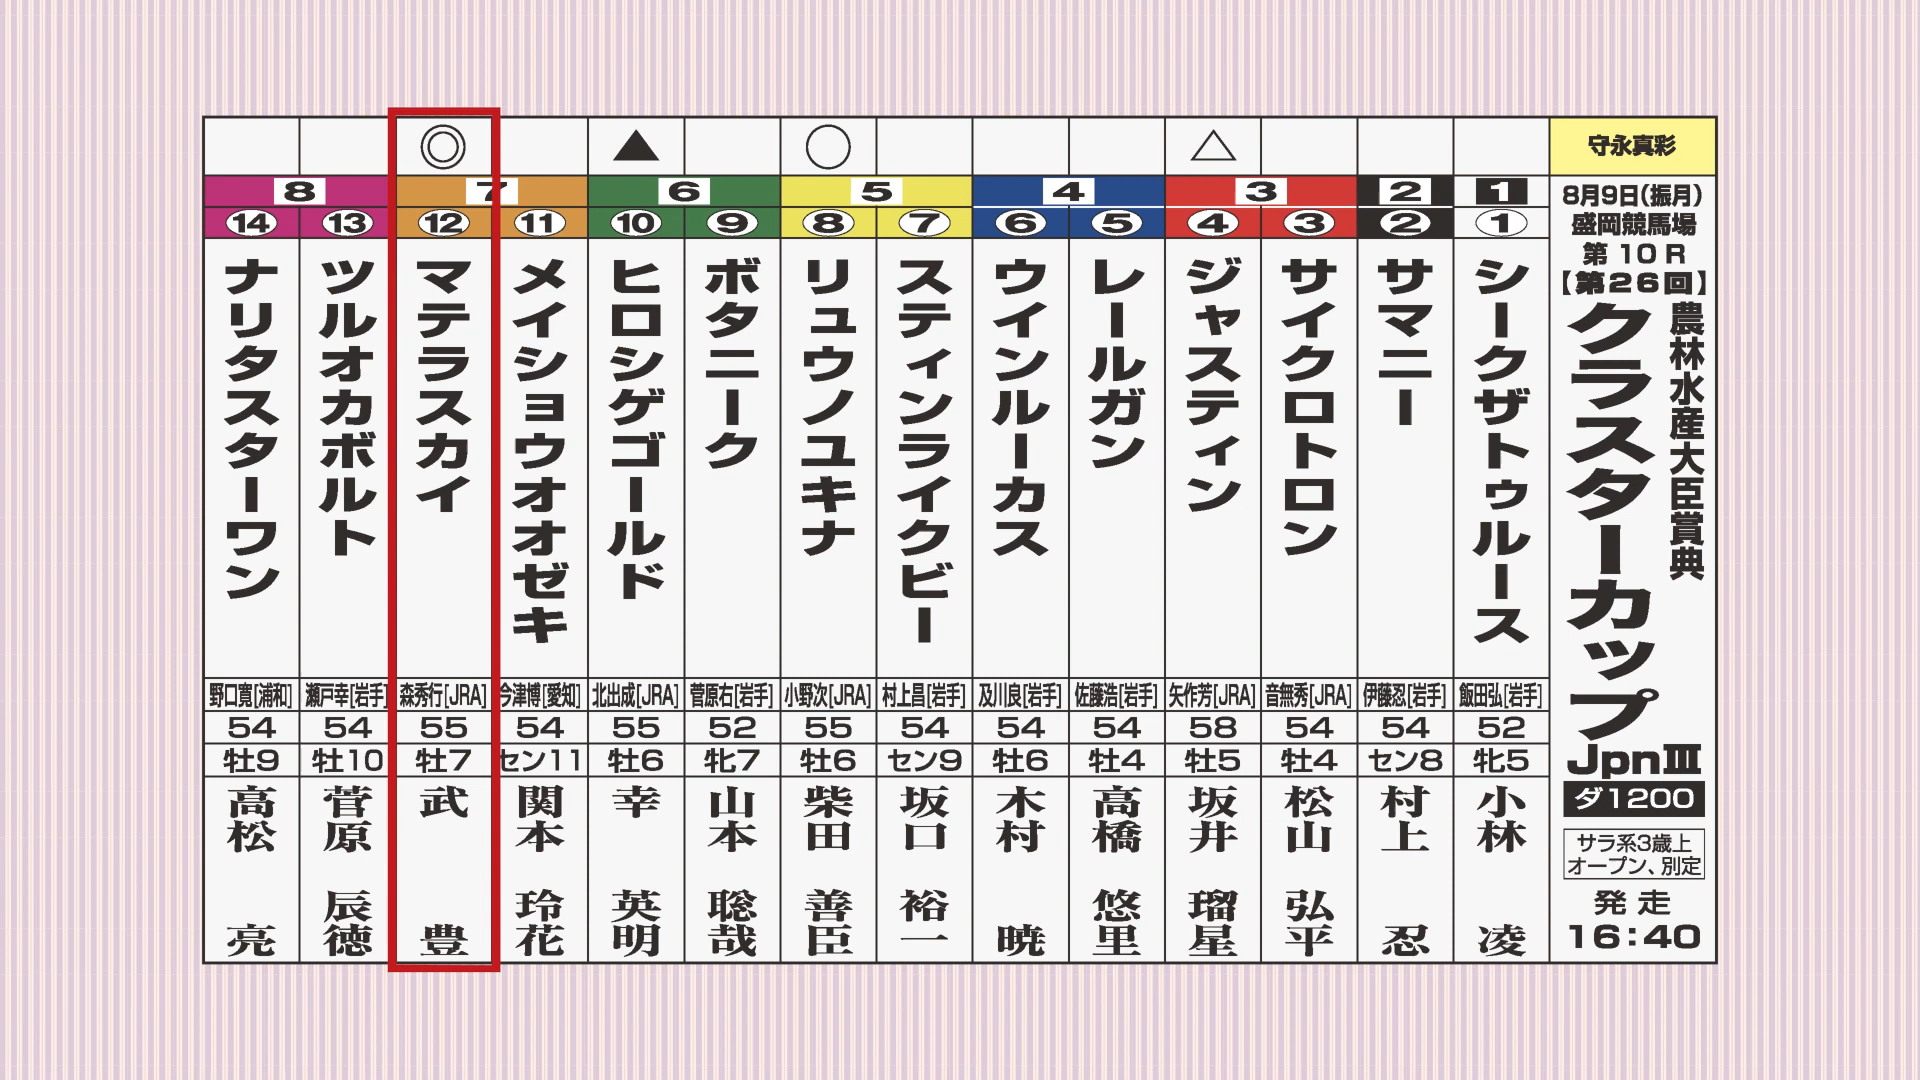 守永真彩
8月9日(振月)
盛岡競馬場
第10R
【第26回】
農林水産大臣賞典
クラスターカップ
JpnIII
ダ1200
サラ系3歳上
オープン、別定
発走
16:40
1
①
シークザトゥルース
飯田弘[岩手]
52
牝5
小林 凌
2
②
サマニー
伊藤忍[岩手]
54
セン8
村上 忍
3
③
サイクロトロン
音無秀[JRA]
54
牡4
松山 弘平
△
④
ジャスティン
矢作芳[JRA]
58
牡5
坂井 瑠星
4
⑤
レールガン
佐藤浩[岩手]
54
牡4
高橋 悠里
⑥
ウインルーカス
及川良[岩手]
54
牡6
木村 暁
5
⑦
スティンライクビー
村上昌[岩手]
54
セン9
坂口 裕一
○
⑧
リュウノユキナ
小野次[JRA]
55
牡6
柴田 善臣
6
⑨
ボタニーク
菅原右[岩手]
52
牝7
山本 聡哉
▲
⑩
ヒロシゲゴールド
北出成[JRA]
55
牡6
幸 英明
7
⑪
メイショウオオゼキ
今津博[愛知]
54
セン11
関本 玲花
◎
⑫
マテラスカイ
森秀行[JRA]
55
牡7
武 豊
8
⑬
ツルオカボルト
瀬戸幸[岩手]
54
牡10
菅原 辰徳
⑭
ナリタスターワン
野口寛[浦和]
54
牡9
高松 亮